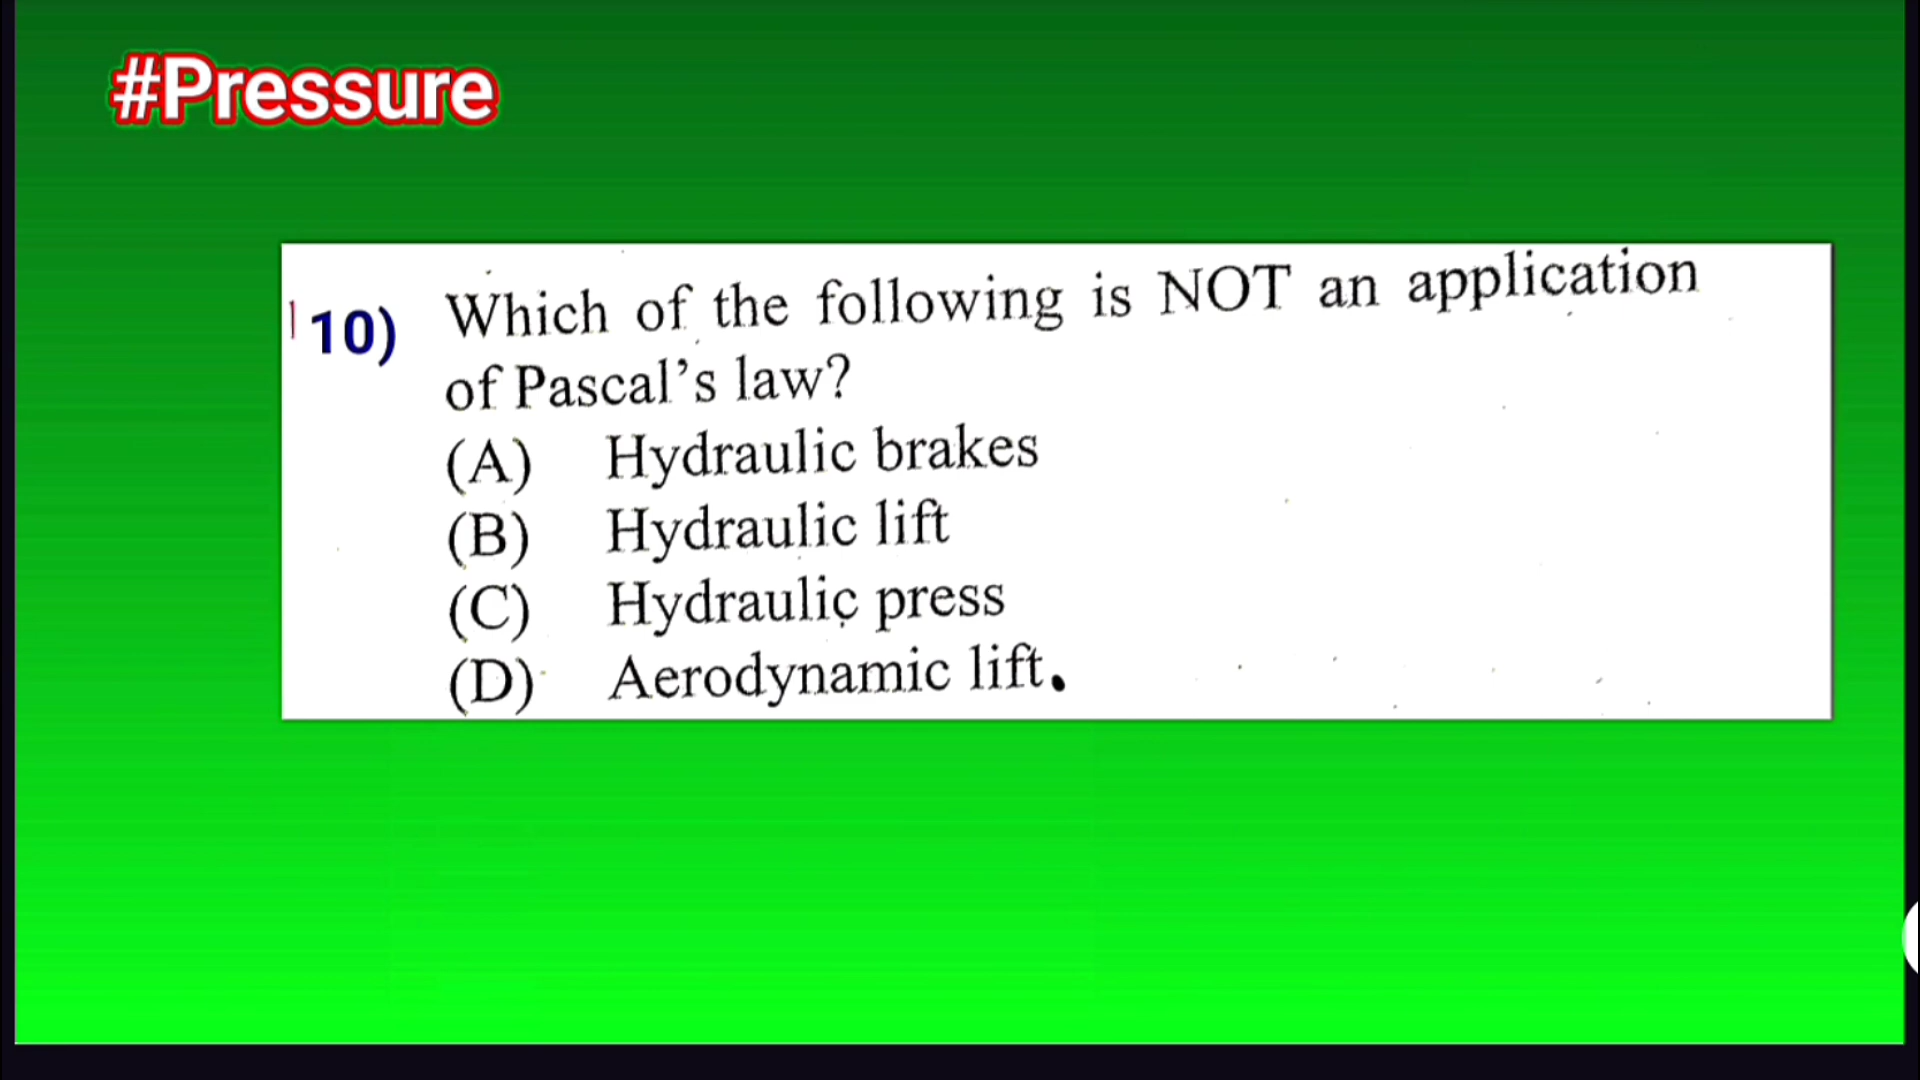 #Pressure
10) Which of the following is NOT an application
of Pascal's law?
(A) Hydraulic brakes
(B) Hydraulic lift
(C) Hydraulic press
(D) Aerodynamic lift.